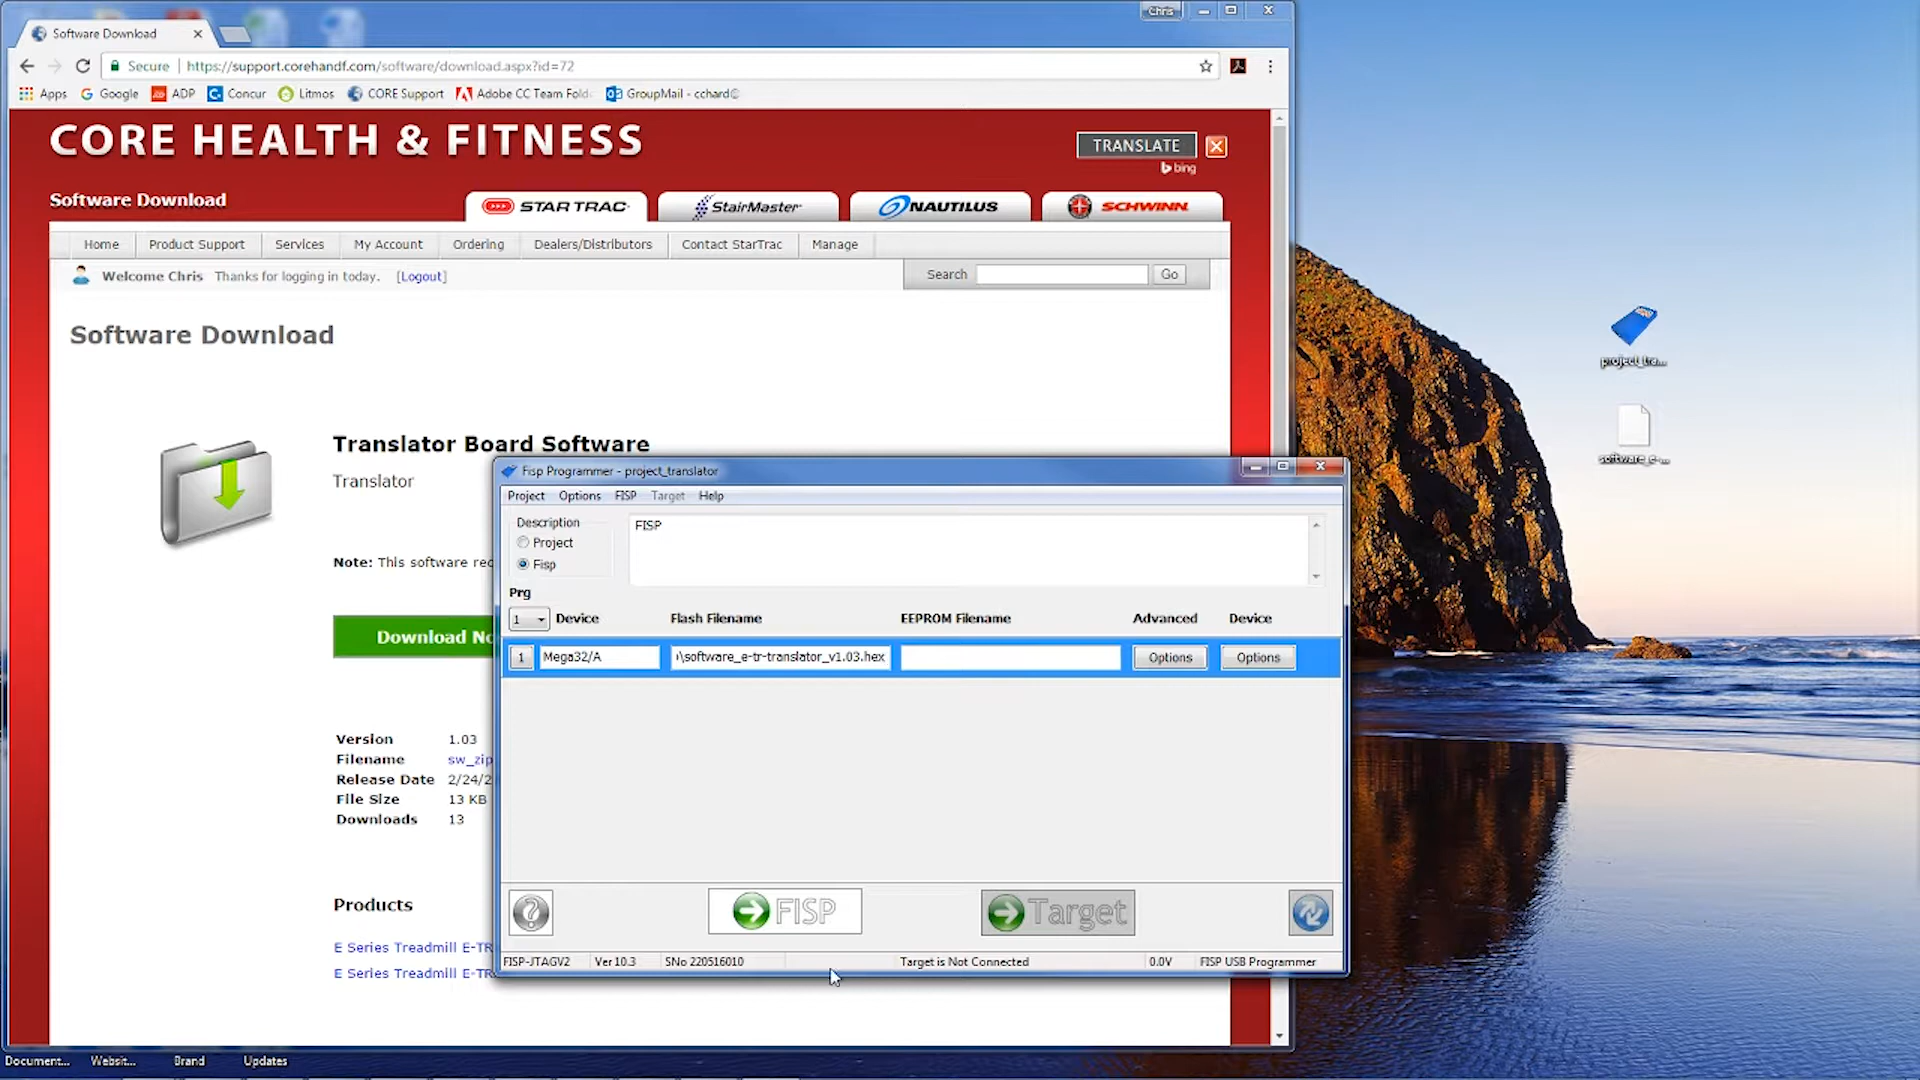 Chris
Software Download
Secure
https://support.corehandf.com/software/download.aspx?id=72
Apps
Google
ADP
Concur
Litmos
CORE Support
Adobe CC Team Fold
GroupMail - cchard
CORE HEALTH & FITNESS
TRANSLATE
bing
Software Download
STAR TRAC
StairMaster
NAUTILUS
SCHWINN
Home
Product Support
Services
My Account
Ordering
Dealers/Distributors
Contact StarTrac
Manage
Welcome Chris Thanks for logging in today. [Logout]
Search
Go
Software Download
Translator Board Software
Translator
Note: This software rec
Download No
Version 1.03
Filename sw_zip
Release Date 2/24/2
File Size 13 KB
Downloads 13
Products
E Series Treadmill E-TR
E Series Treadmill E-TR
Fisp Programmer - project_translator
Project Options FISP Target Help
Description
Project
Fisp
FISP
Prg
1
Device
Flash Filename
EEPROM Filename
Advanced
Device
1
Mega32/A
\software_e-tr-translator_v1.03.hex
Options
Options
FISP
Target
FISP-JTAGV2
Ver 10.3
SNo 220516010
Target is Not Connected
0.0V
FISP USB Programmer
project_tra...
software_e-...
Document...
Websit...
Brand
Updates